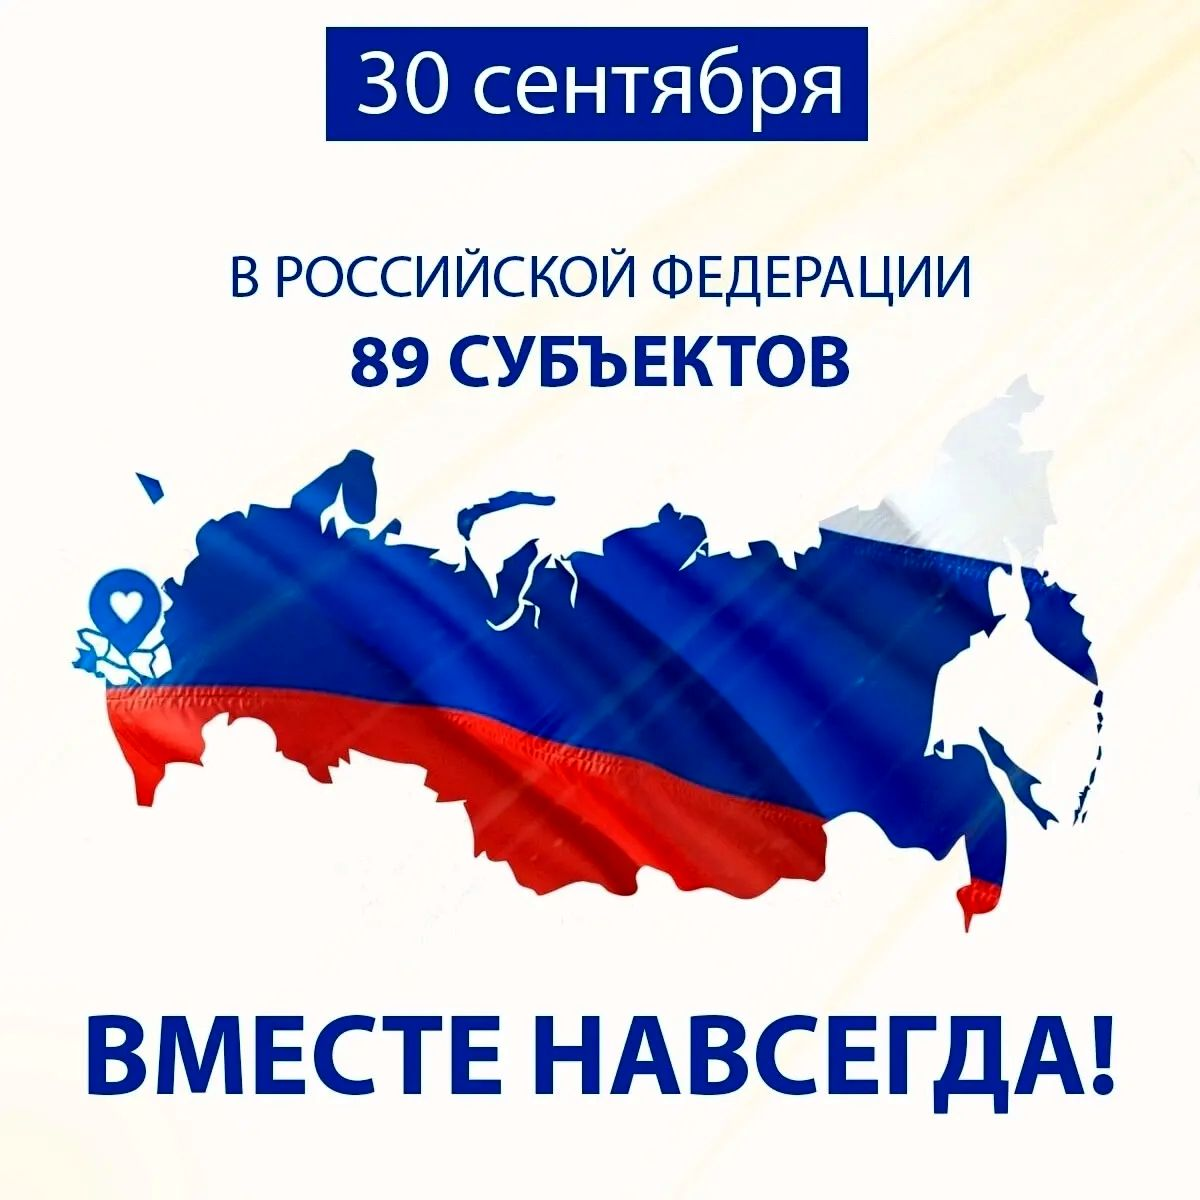 30 сентября
В РОССИЙСКОЙ ФЕДЕРАЦИИ
89 СУБЪЕКТОВ
ВМЕСТЕ НАВСЕГДА!